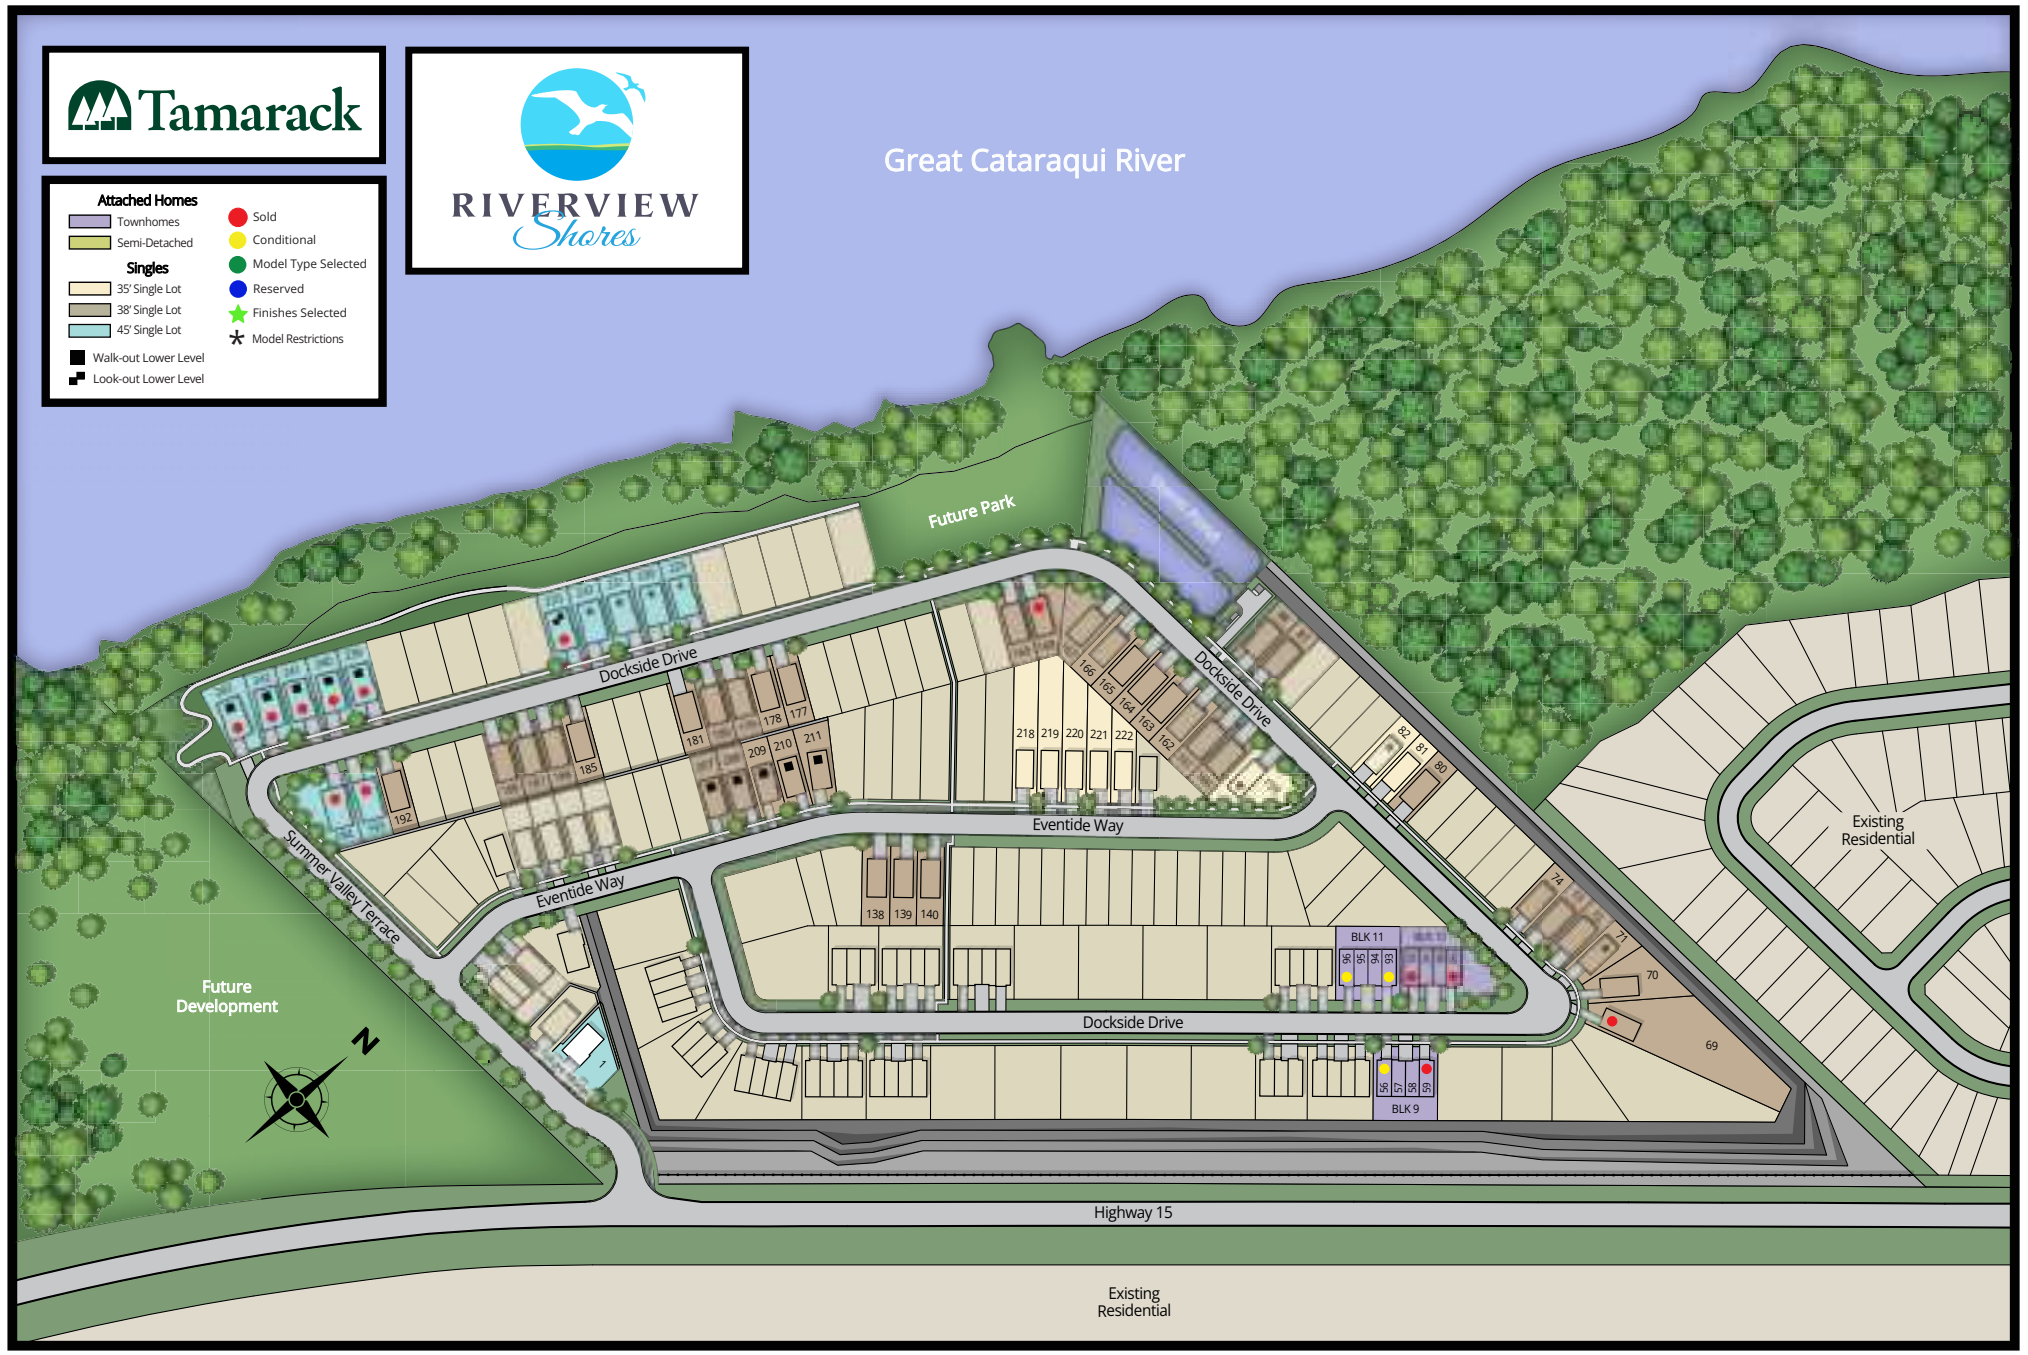 Tamarack
RIVERVIEW
Shores
Great Cataraqui River
Attached Homes
Townhomes
Semi-Detached
Singles
35' Single Lot
38' Single Lot
45' Single Lot
Walk-out Lower Level
Look-out Lower Level
Sold
Conditional
Model Type Selected
Reserved
Finishes Selected
* Model Restrictions
Future Park
Dockside Drive
Dockside Drive
166
165
164
163
162
178
177
181
185
192
209
210
211
218
219
220
221
222
82
81
80
74
71
70
69
Eventide Way
Eventide Way
Summer Valley Terrace
138
139
140
BLK 11
96
95
94
93
Dockside Drive
56
57
58
59
BLK 9
1
Existing
Residential
Future
Development
N
Highway 15
Existing
Residential